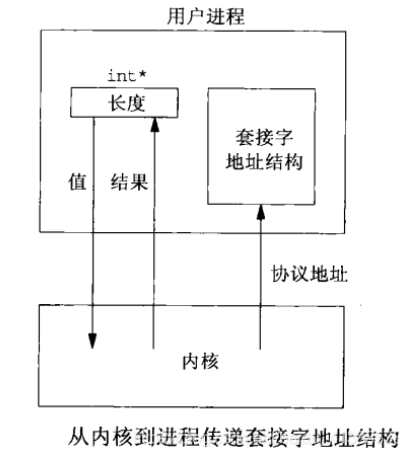 用户进程
int*
长度
套接字
地址结构
值
结果
协议地址
内核
从内核到进程传递套接字地址结构